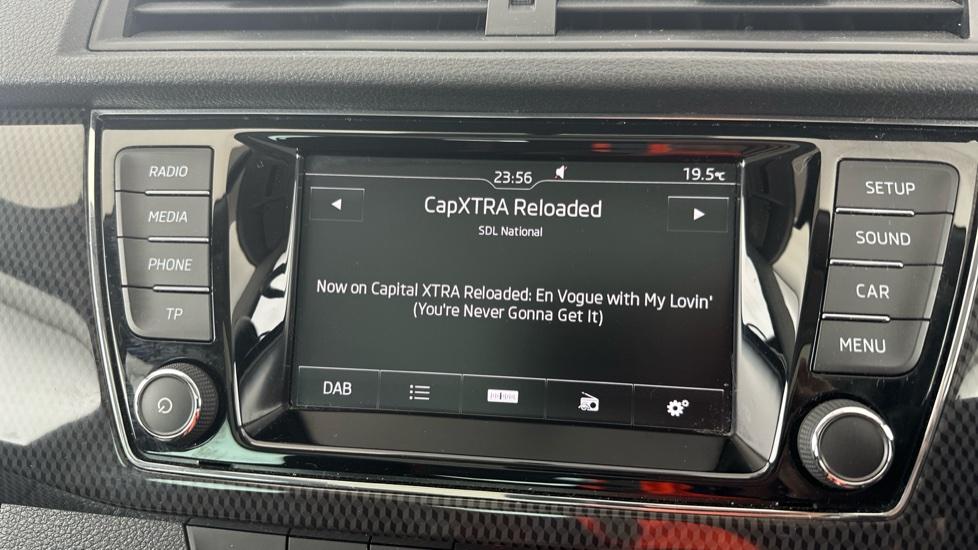 RADIO
MEDIA
PHONE
TP
23:56
19.5°C
CapXTRA Reloaded
SDL National
Now on Capital XTRA Reloaded: En Vogue with My Lovin'
(You're Never Gonna Get It)
DAB
SETUP
SOUND
CAR
MENU